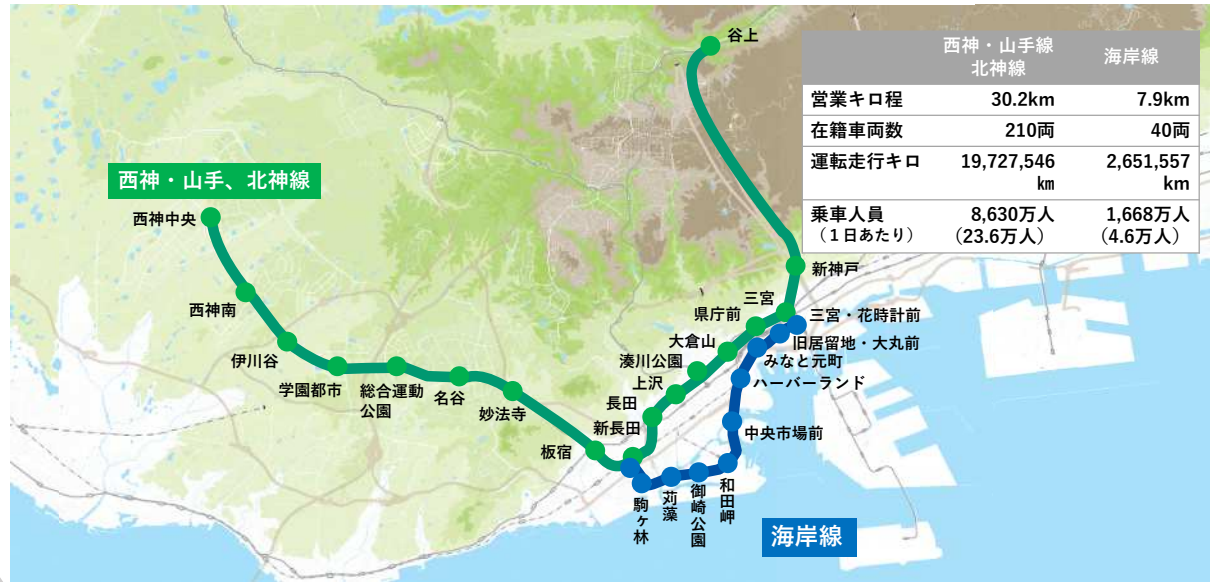 谷上
西神・山手線
北神線
海岸線
営業キロ程
30.2km
7.9km
在籍車両数
210両
40両
運転走行キロ
19,727,546
㎞
2,651,557
km
乗車人員
（１日あたり）
8,630万人
（23.6万人）
1,668万人
（4.6万人）
西神・山手、北神線
西神中央
西神南
伊川谷
学園都市
総合運動
公園
名谷
妙法寺
板宿
新長田
長田
上沢
湊川公園
大倉山
県庁前
三宮
新神戸
三宮・花時計前
旧居留地・大丸前
みなと元町
ハーバーランド
中央市場前
和田岬
御崎公園
苅藻
駒ヶ林
海岸線